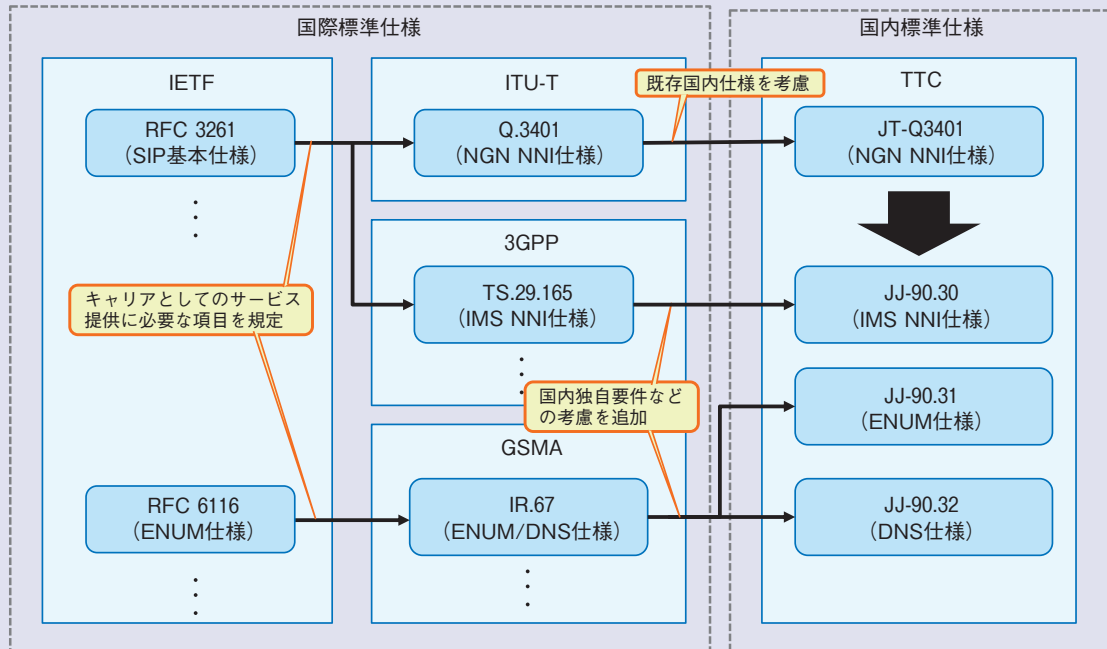 国際標準仕様
IETF
RFC 3261
(SIP基本仕様)
・
・
・
キャリアとしてのサービス
提供に必要な項目を規定
RFC 6116
(ENUM仕様)
・
・
・
ITU-T
Q.3401
(NGN NNI仕様)
既存国内仕様を考慮
3GPP
TS.29.165
(IMS NNI仕様)
・
・
・
国内独自要件など
の考慮を追加
GSMA
IR.67
(ENUM/DNS仕様)
・
・
・
国内標準仕様
TTC
JT-Q3401
(NGN NNI仕様)
JJ-90.30
(IMS NNI仕様)
JJ-90.31
(ENUM仕様)
JJ-90.32
(DNS仕様)